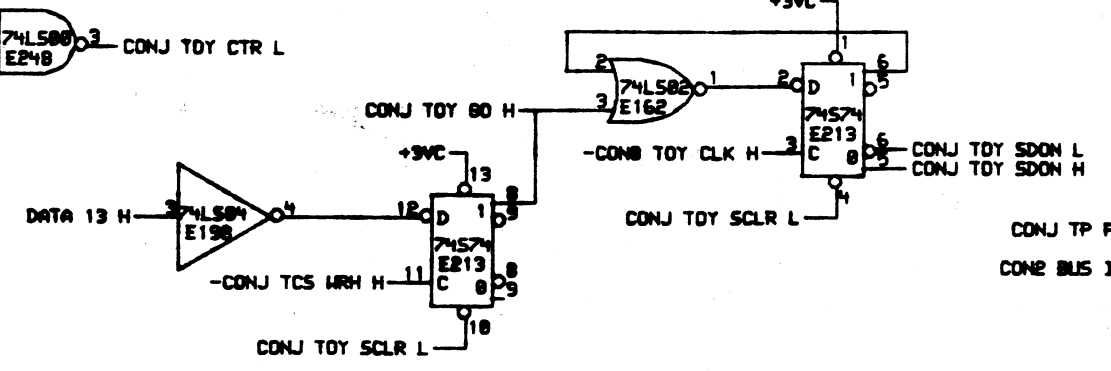 +3VC
74LS00
E248
3
CONJ TOY CTR L
1
2
3
74LS02
E162
1
2
D
1
6
5
74S74
E213
CONJ TOY GO H
-CON0 TOY CLK H
3
C
0
6
5
CONJ TOY SDON L
CONJ TOY SDON H
4
CONJ TOY SCLR L
+3VC
13
DATA 13 H
3
74LS04
E198
4
12
D
1
8
9
74S74
E213
-CONJ TCS WRH H
11
C
0
8
9
10
CONJ TOY SCLR L
CONJ TP
CON2 BUS